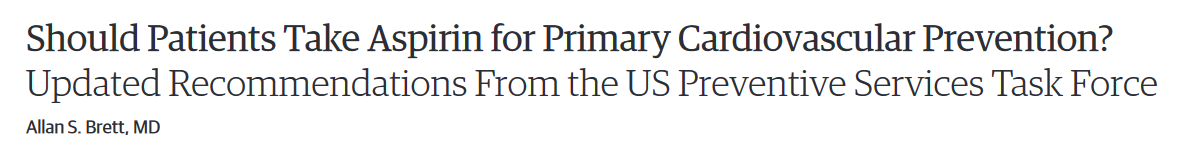 Should Patients Take Aspirin for Primary Cardiovascular Prevention?
Updated Recommendations From the US Preventive Services Task Force
Allan S. Brett, MD